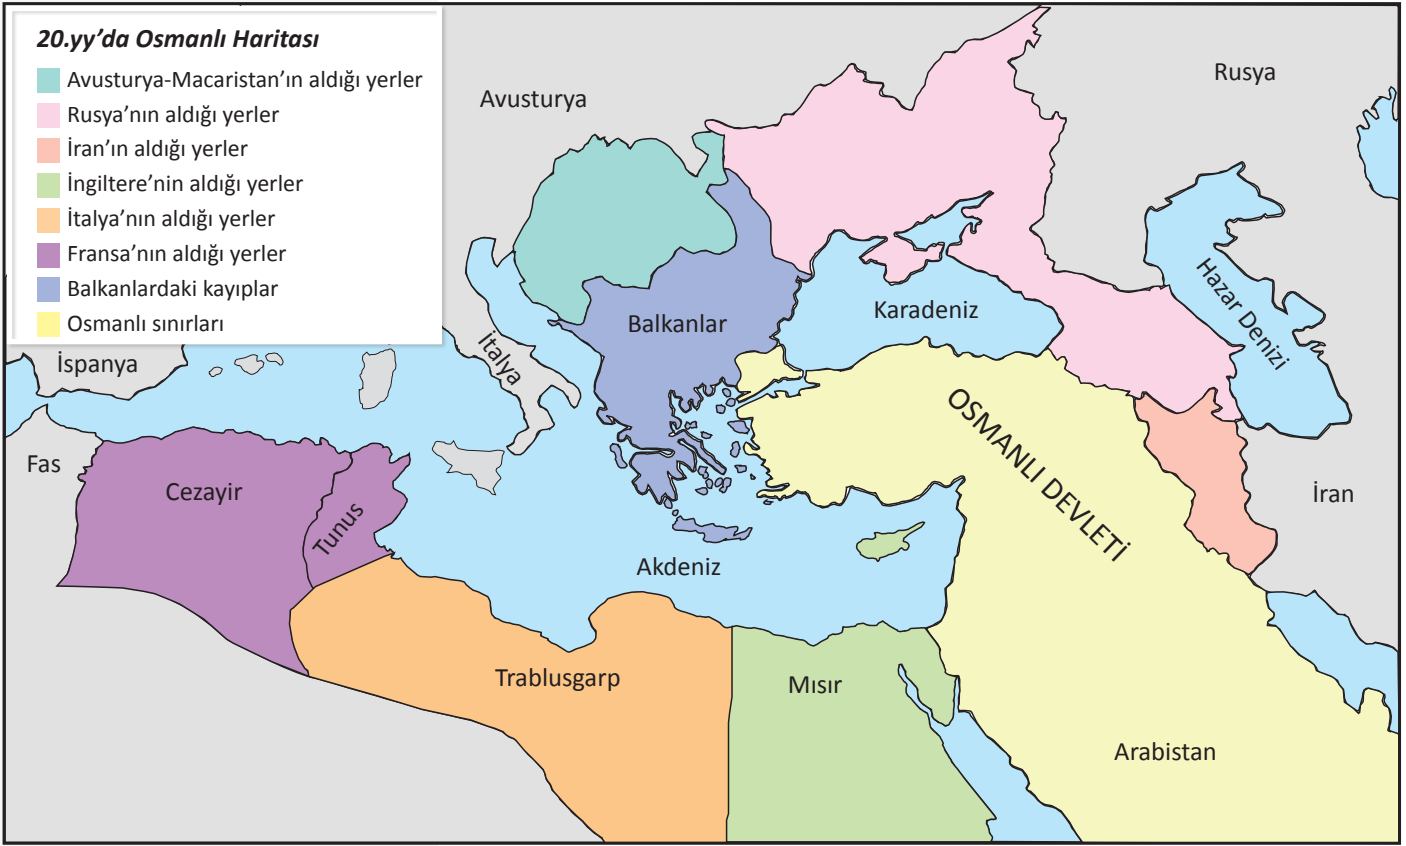 20.yy’da Osmanlı Haritası
Avusturya-Macaristan’ın aldığı yerler
Rusya’nın aldığı yerler
İran’ın aldığı yerler
İngiltere’nin aldığı yerler
İtalya’nın aldığı yerler
Fransa’nın aldığı yerler
Balkanlardaki kayıplar
Osmanlı sınırları
Avusturya
Rusya
Hazar Denizi
Karadeniz
Balkanlar
İtalya
İspanya
OSMANLI DEVLETİ
Fas
Cezayir
Tunus
İran
Akdeniz
Trablusgarp
Mısır
Arabistan